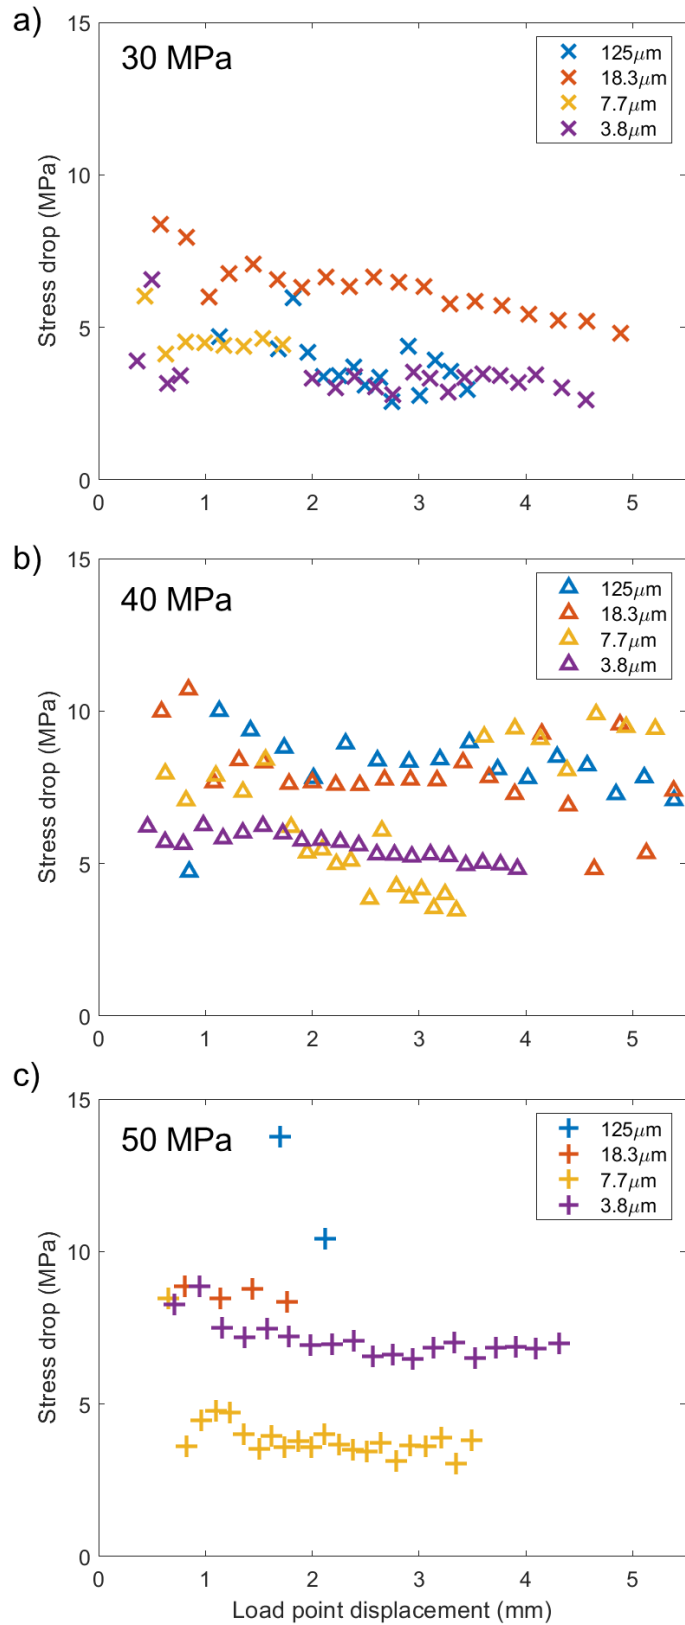 a)
30 MPa
125μm
18.3μm
7.7μm
3.8μm
15
10
5
0
Stress drop (MPa)
0 1 2 3 4 5
b)
40 MPa
125μm
18.3μm
7.7μm
3.8μm
15
10
5
0
Stress drop (MPa)
0 1 2 3 4 5
c)
50 MPa
125μm
18.3μm
7.7μm
3.8μm
15
10
5
0
Stress drop (MPa)
0 1 2 3 4 5
Load point displacement (mm)